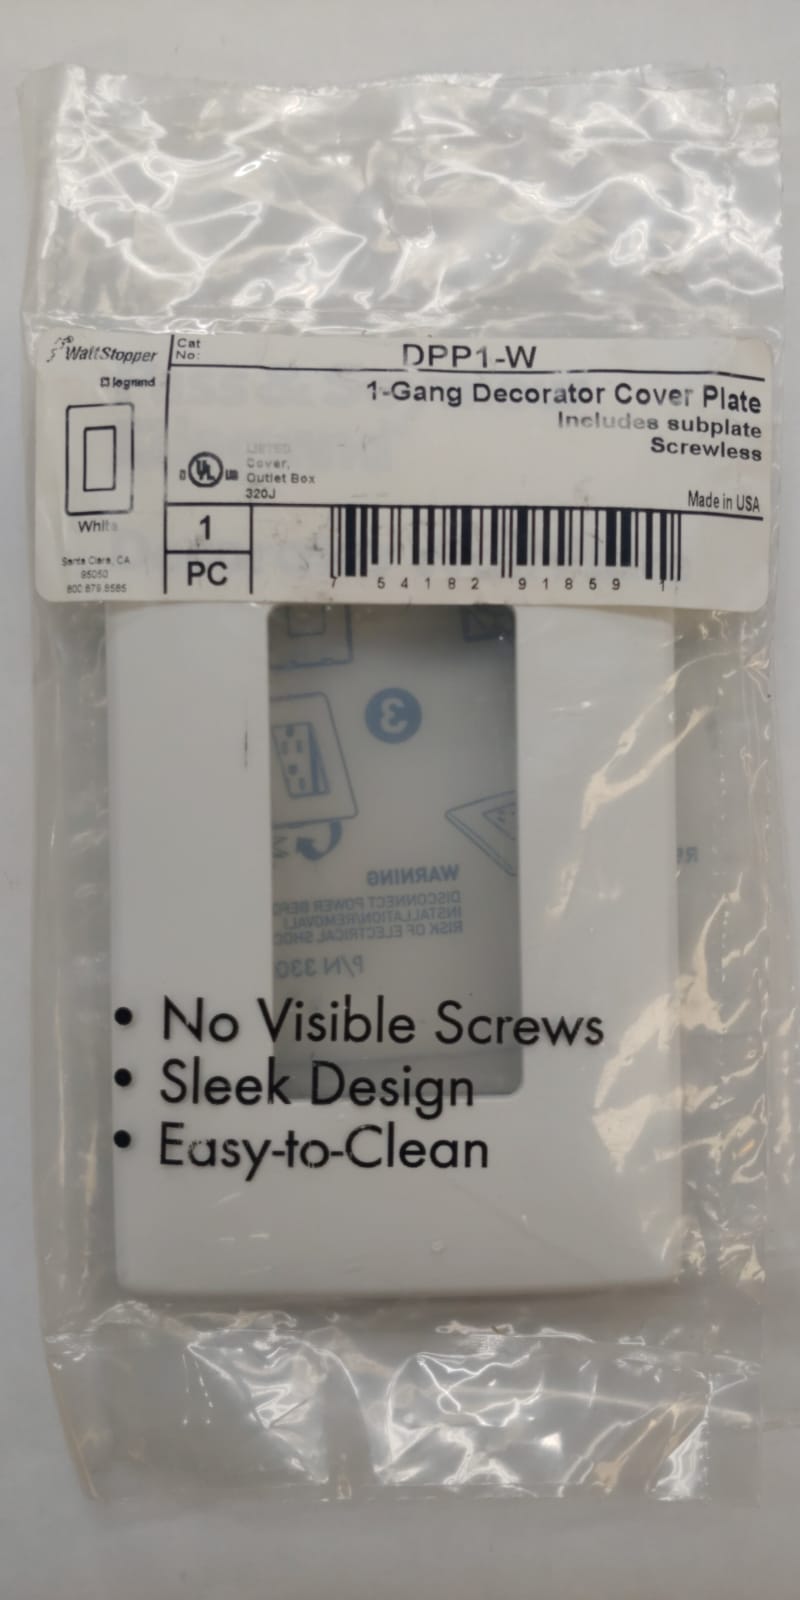 WattStopper
legrand
White
Santa Clara, CA
95050
800.879.8585
Cat
No:
DPP1-W
1-Gang Decorator Cover Plate
Includes subplate
Screwless
UL
LISTED
Cover,
Outlet Box
320J
Made in USA
1
PC
7 54182 91859 1
3
WARNING
DISCONNECT POWER
INSTALLATION/REMOVAL
RISK OF ELECTRICAL
P/N 330
• No Visible Screws
• Sleek Design
• Easy-to-Clean